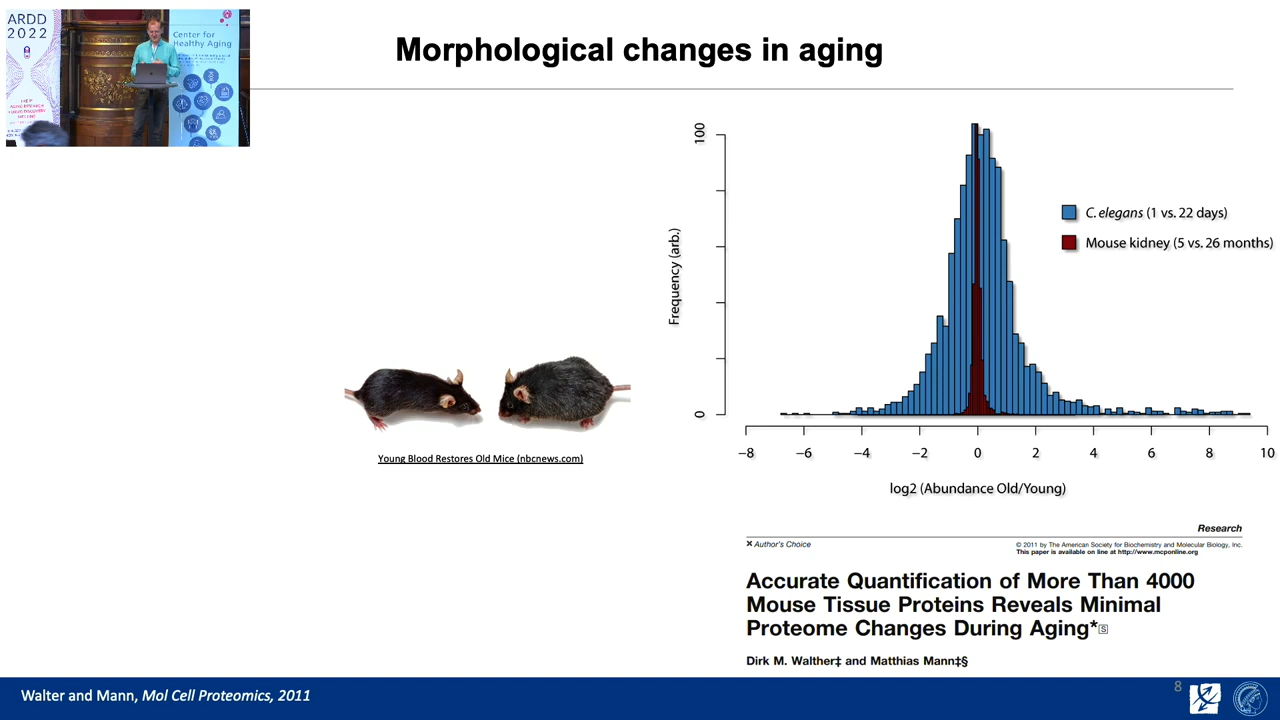 ARDD
2022
Center for
Healthy Aging
Morphological changes in aging
100
0
Frequency (arb.)
C. elegans (1 vs. 22 days)
Mouse kidney (5 vs. 26 months)
−8 −6 −4 −2 0 2 4 6 8 10
log2 (Abundance Old/Young)
Young Blood Restores Old Mice (nbcnews.com)
Research
Author's Choice
© 2011 by The American Society for Biochemistry and Molecular Biology, Inc.
This paper is available on line at http://www.mcponline.org
Accurate Quantification of More Than 4000
Mouse Tissue Proteins Reveals Minimal
Proteome Changes During Aging*S
Dirk M. Walther‡ and Matthias Mann‡§
Walter and Mann, Mol Cell Proteomics, 2011
8